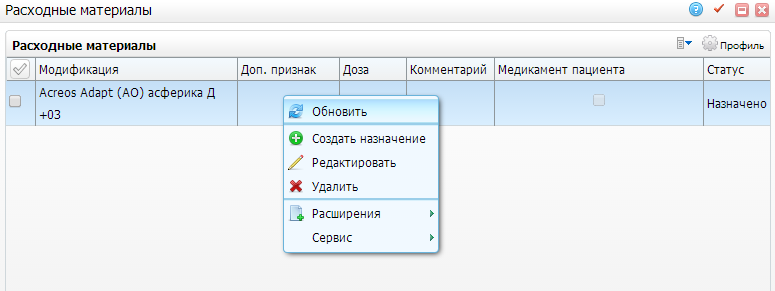 Расходные материалы
Расходные материалы
Профиль
Модификация Доп. признак Доза Комментарий Медикамент пациента Статус
Acreos Adapt (АО) асферика Д
+03
Назначено
Обновить
Создать назначение
Редактировать
Удалить
Расширения
Сервис